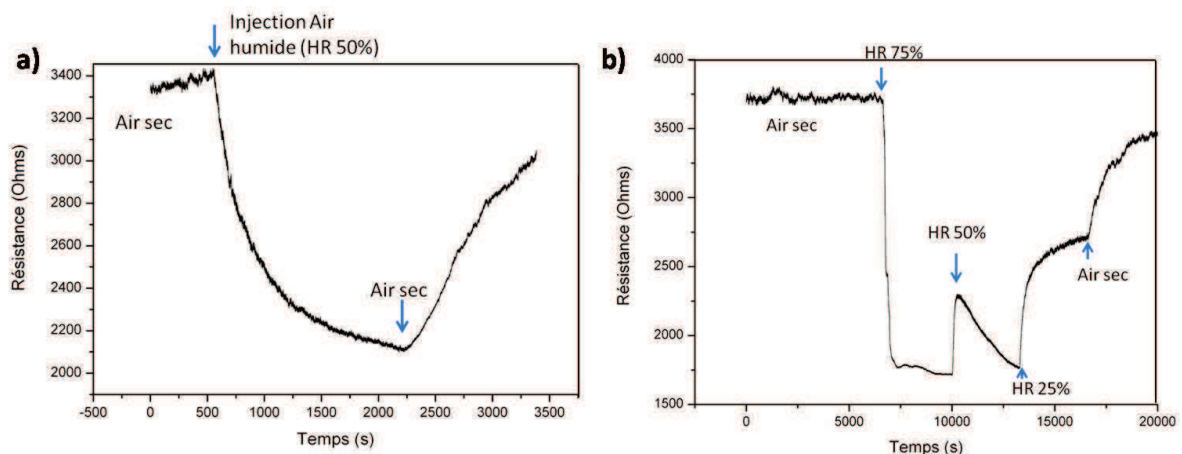 a)
Injection Air
humide (HR 50%)
Air sec
Air sec
Résistance (Ohms)
3400
3200
3000
2800
2600
2400
2200
2000
-500
0
500
1000
1500
2000
2500
3000
3500
Temps (s)
b)
HR 75%
Air sec
HR 50%
Air sec
HR 25%
Résistance (Ohms)
4000
3500
3000
2500
2000
1500
0
5000
10000
15000
20000
Temps (s)